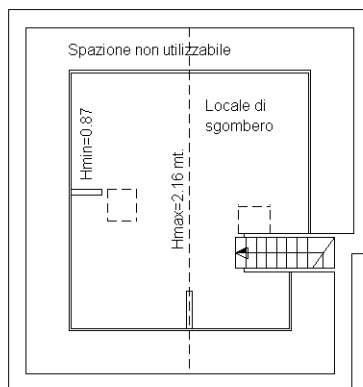 Spazione non utilizzabile
Locale di
sgombero
Hmin=0.87
Hmax=2.16 mt.